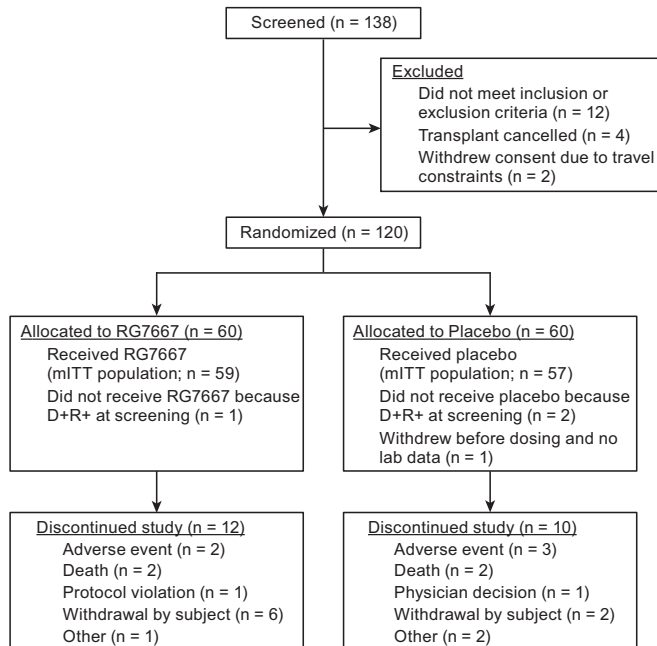 Screened (n = 138)
Excluded
Did not meet inclusion or
exclusion criteria (n = 12)
Transplant cancelled (n = 4)
Withdrew consent due to travel
constraints (n = 2)
Randomized (n = 120)
Allocated to RG7667 (n = 60)
Received RG7667
(mITT population; n = 59)
Did not receive RG7667 because
D+R+ at screening (n = 1)
Allocated to Placebo (n = 60)
Received placebo
(mITT population; n = 57)
Did not receive placebo because
D+R+ at screening (n = 2)
Withdrew before dosing and no
lab data (n = 1)
Discontinued study (n = 12)
Adverse event (n = 2)
Death (n = 2)
Protocol violation (n = 1)
Withdrawal by subject (n = 6)
Other (n = 1)
Discontinued study (n = 10)
Adverse event (n = 3)
Death (n = 2)
Physician decision (n = 1)
Withdrawal by subject (n = 2)
Other (n = 2)